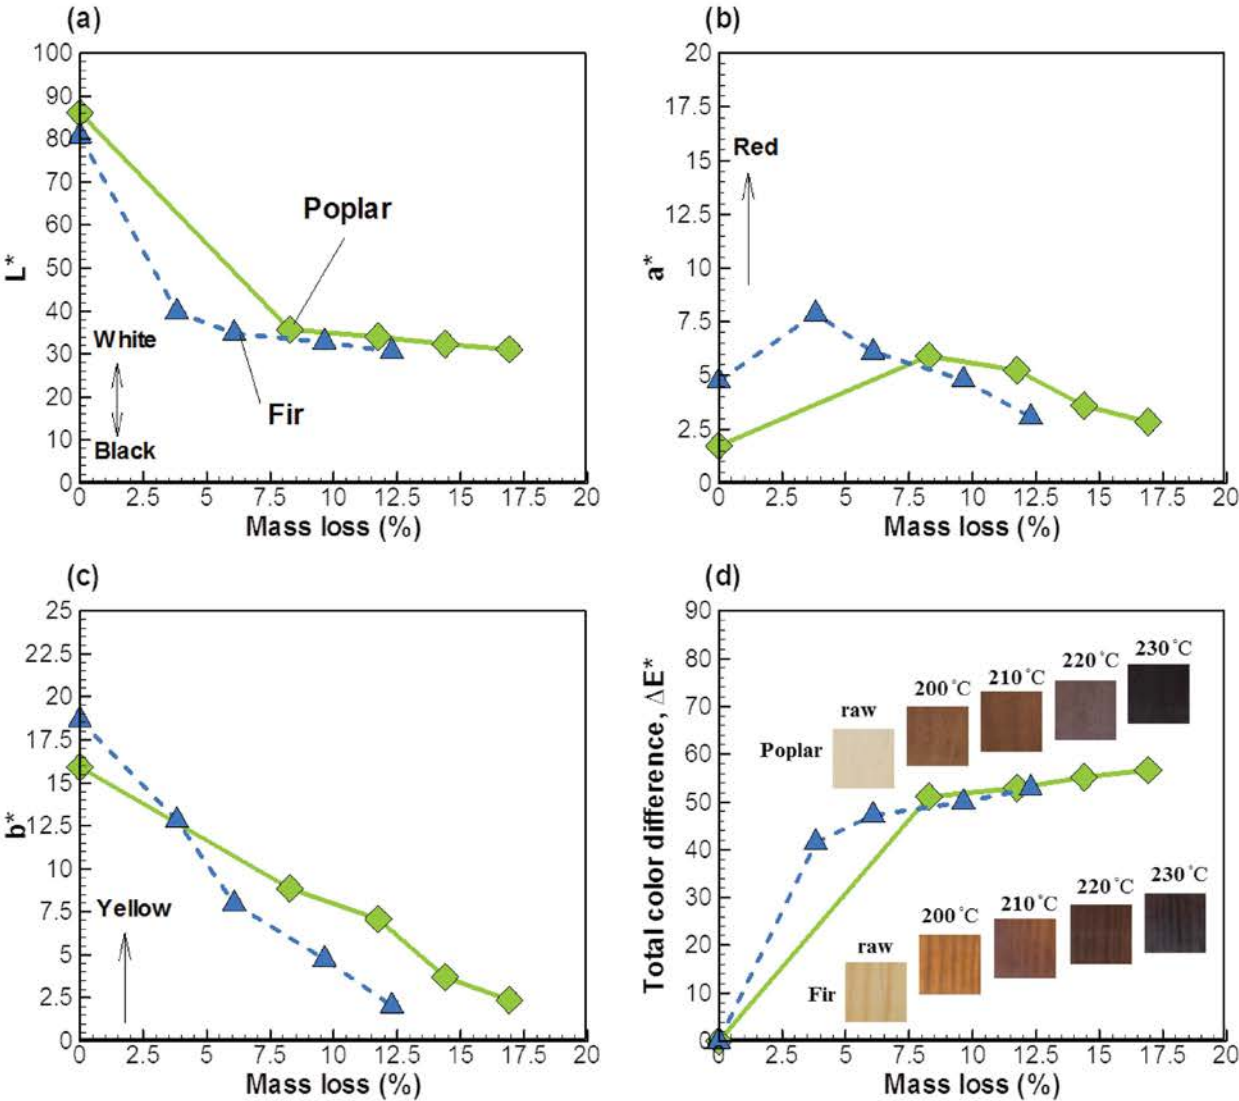 (a)
100
90
80
70
60
50
40
30
20
10
0
L*
Poplar
White
Black
Fir
0 2.5 5 7.5 10 12.5 15 17.5 20
Mass loss (%)
(b)
20
17.5
15
12.5
10
7.5
5
2.5
0
a*
Red
0 2.5 5 7.5 10 12.5 15 17.5 20
Mass loss (%)
(c)
25
22.5
20
17.5
15
12.5
10
7.5
5
2.5
0
b*
Yellow
0 2.5 5 7.5 10 12.5 15 17.5 20
Mass loss (%)
(d)
90
80
70
60
50
40
30
20
10
0
Total color difference, ΔE*
Poplar
raw
200 °C
210 °C
220 °C
230 °C
Fir
raw
200 °C
210 °C
220 °C
230 °C
0 2.5 5 7.5 10 12.5 15 17.5 20
Mass loss (%)